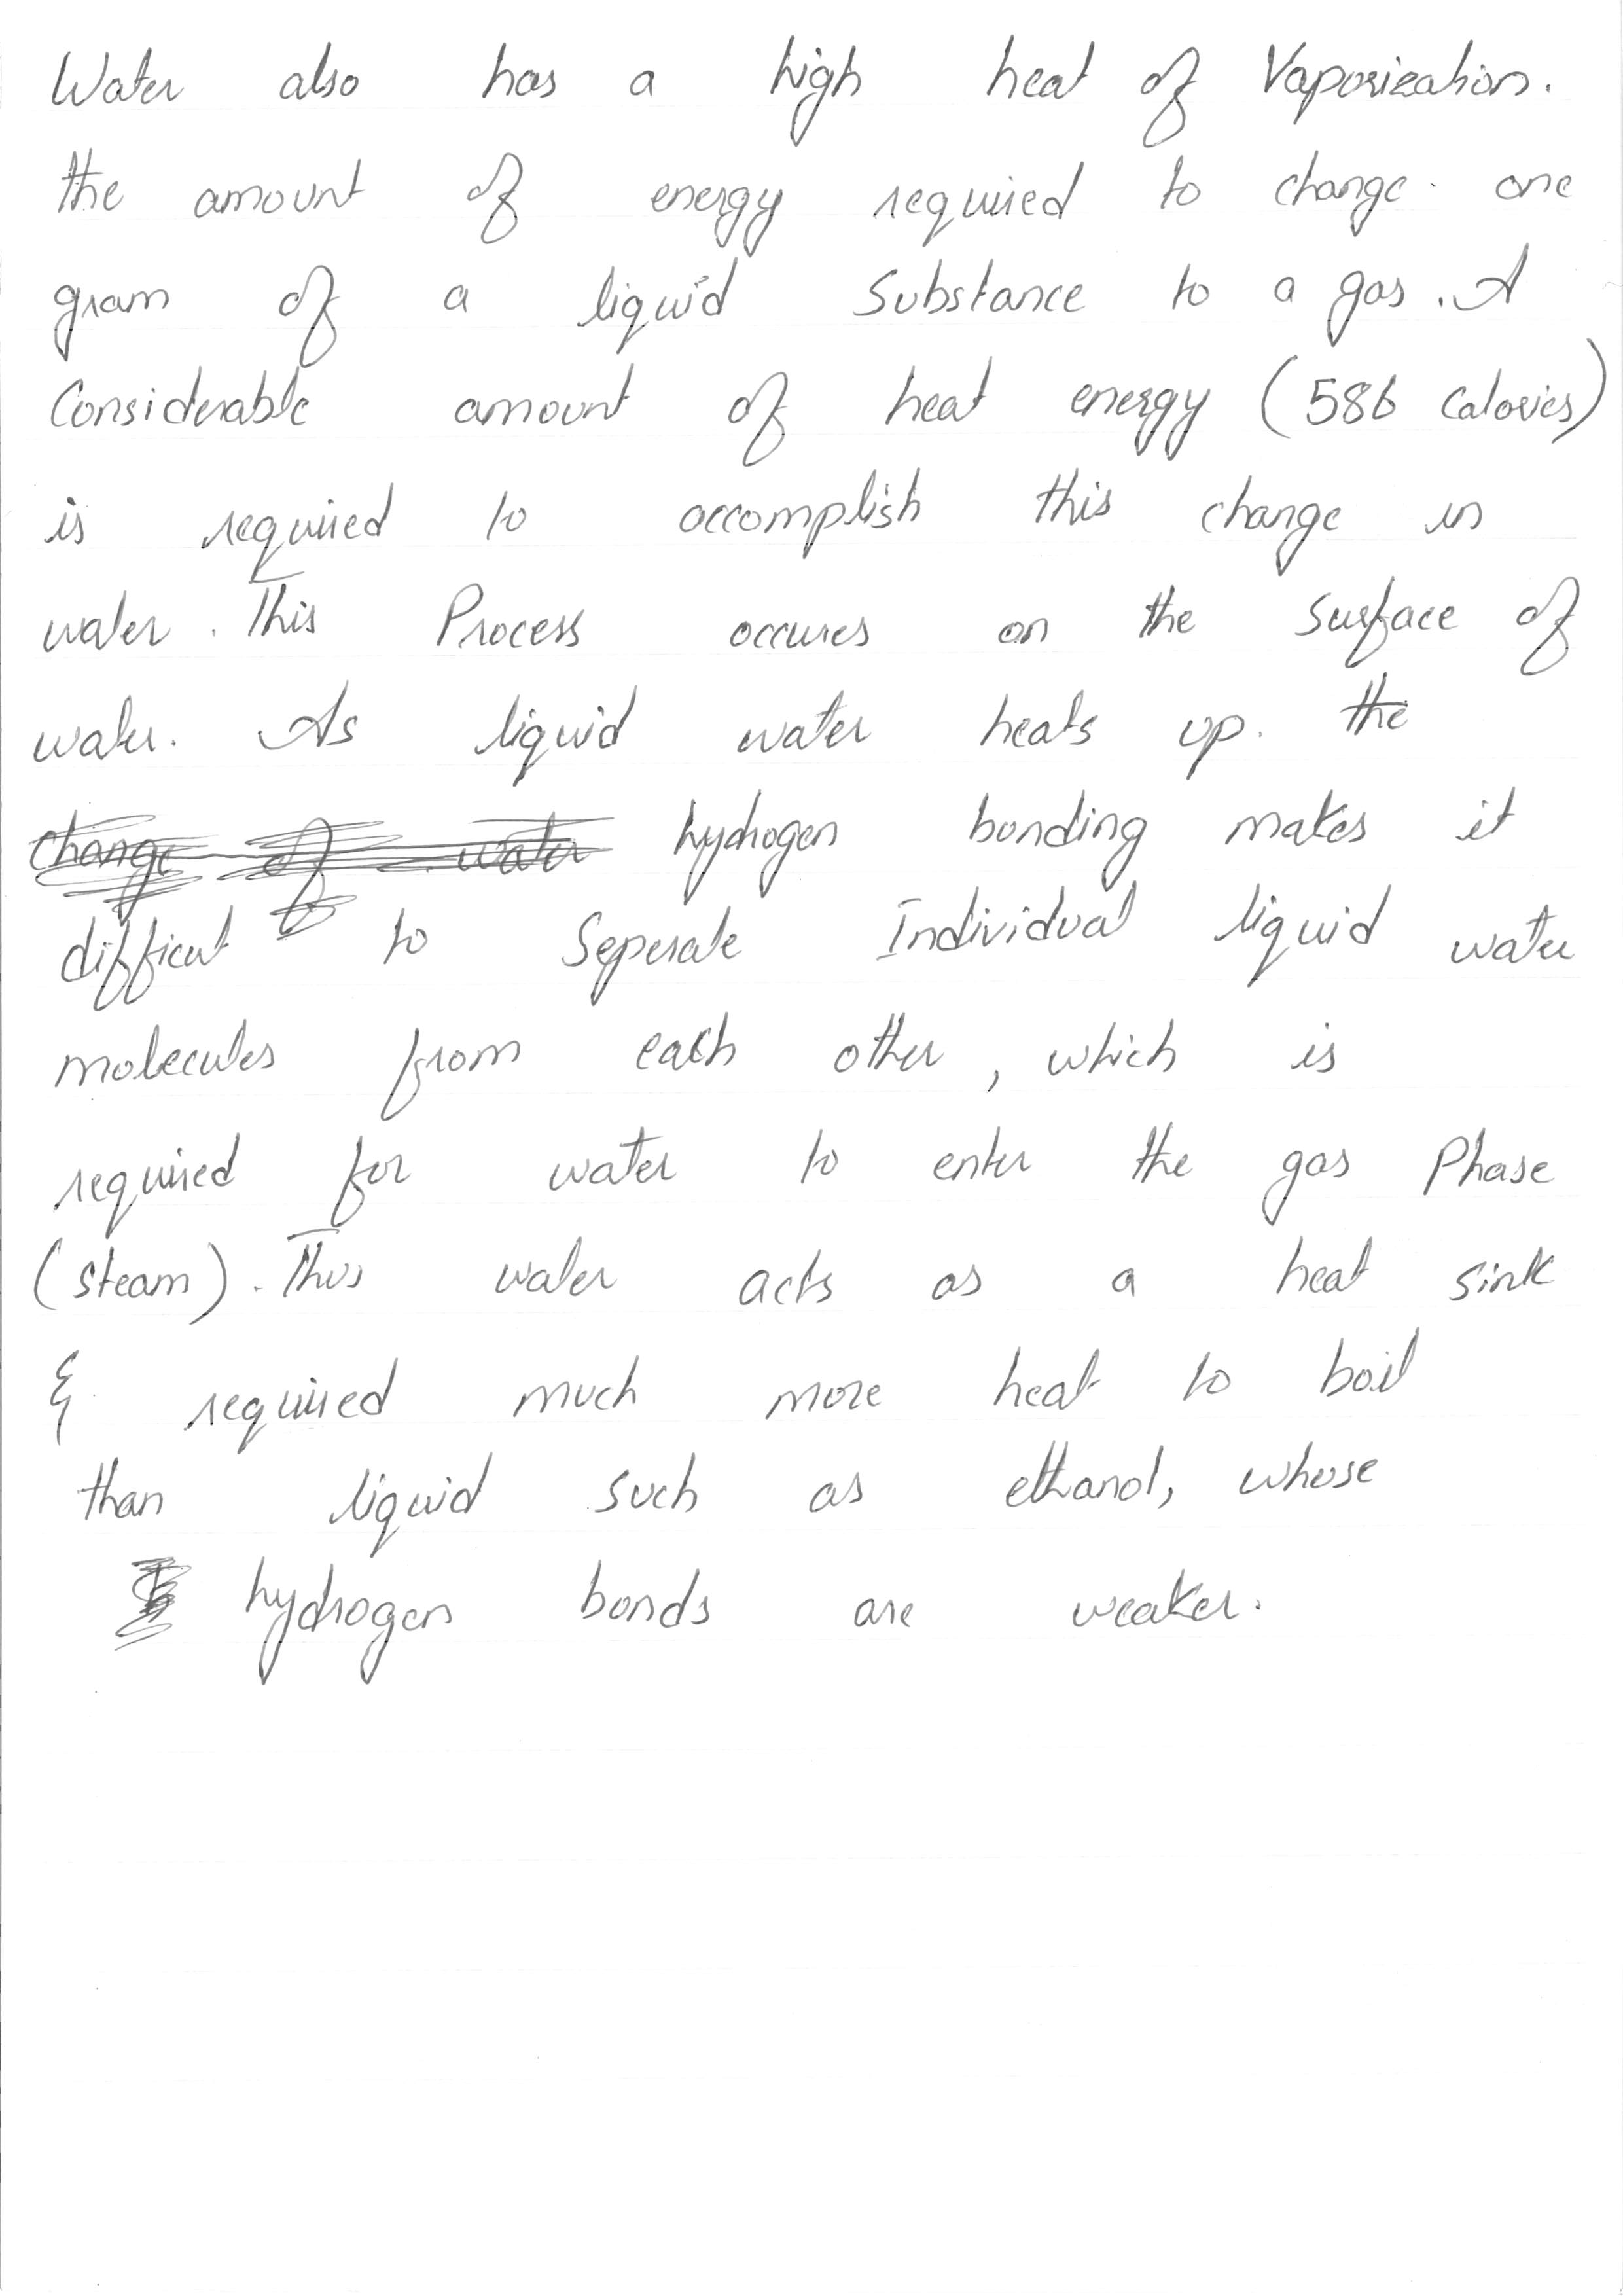 Water also has a high heat of Vaporization.
the amount of energy required to change one
gram of a liquid Substance to a gas. A
Considerable amount of heat energy (586 Calories)
is required to accomplish this change in
water. This Process occures on the Surface of
water. As liquid water heats up. the
change of water hydrogen bonding makes it
difficut to Seperate Individual liquid water
molecules from each other, which is
required for water to enter the gas Phase
(steam). Thus water acts as a heat sink
& required much more heat to boil
than liquid such as ethanol, whose
hydrogen bonds are weaker.